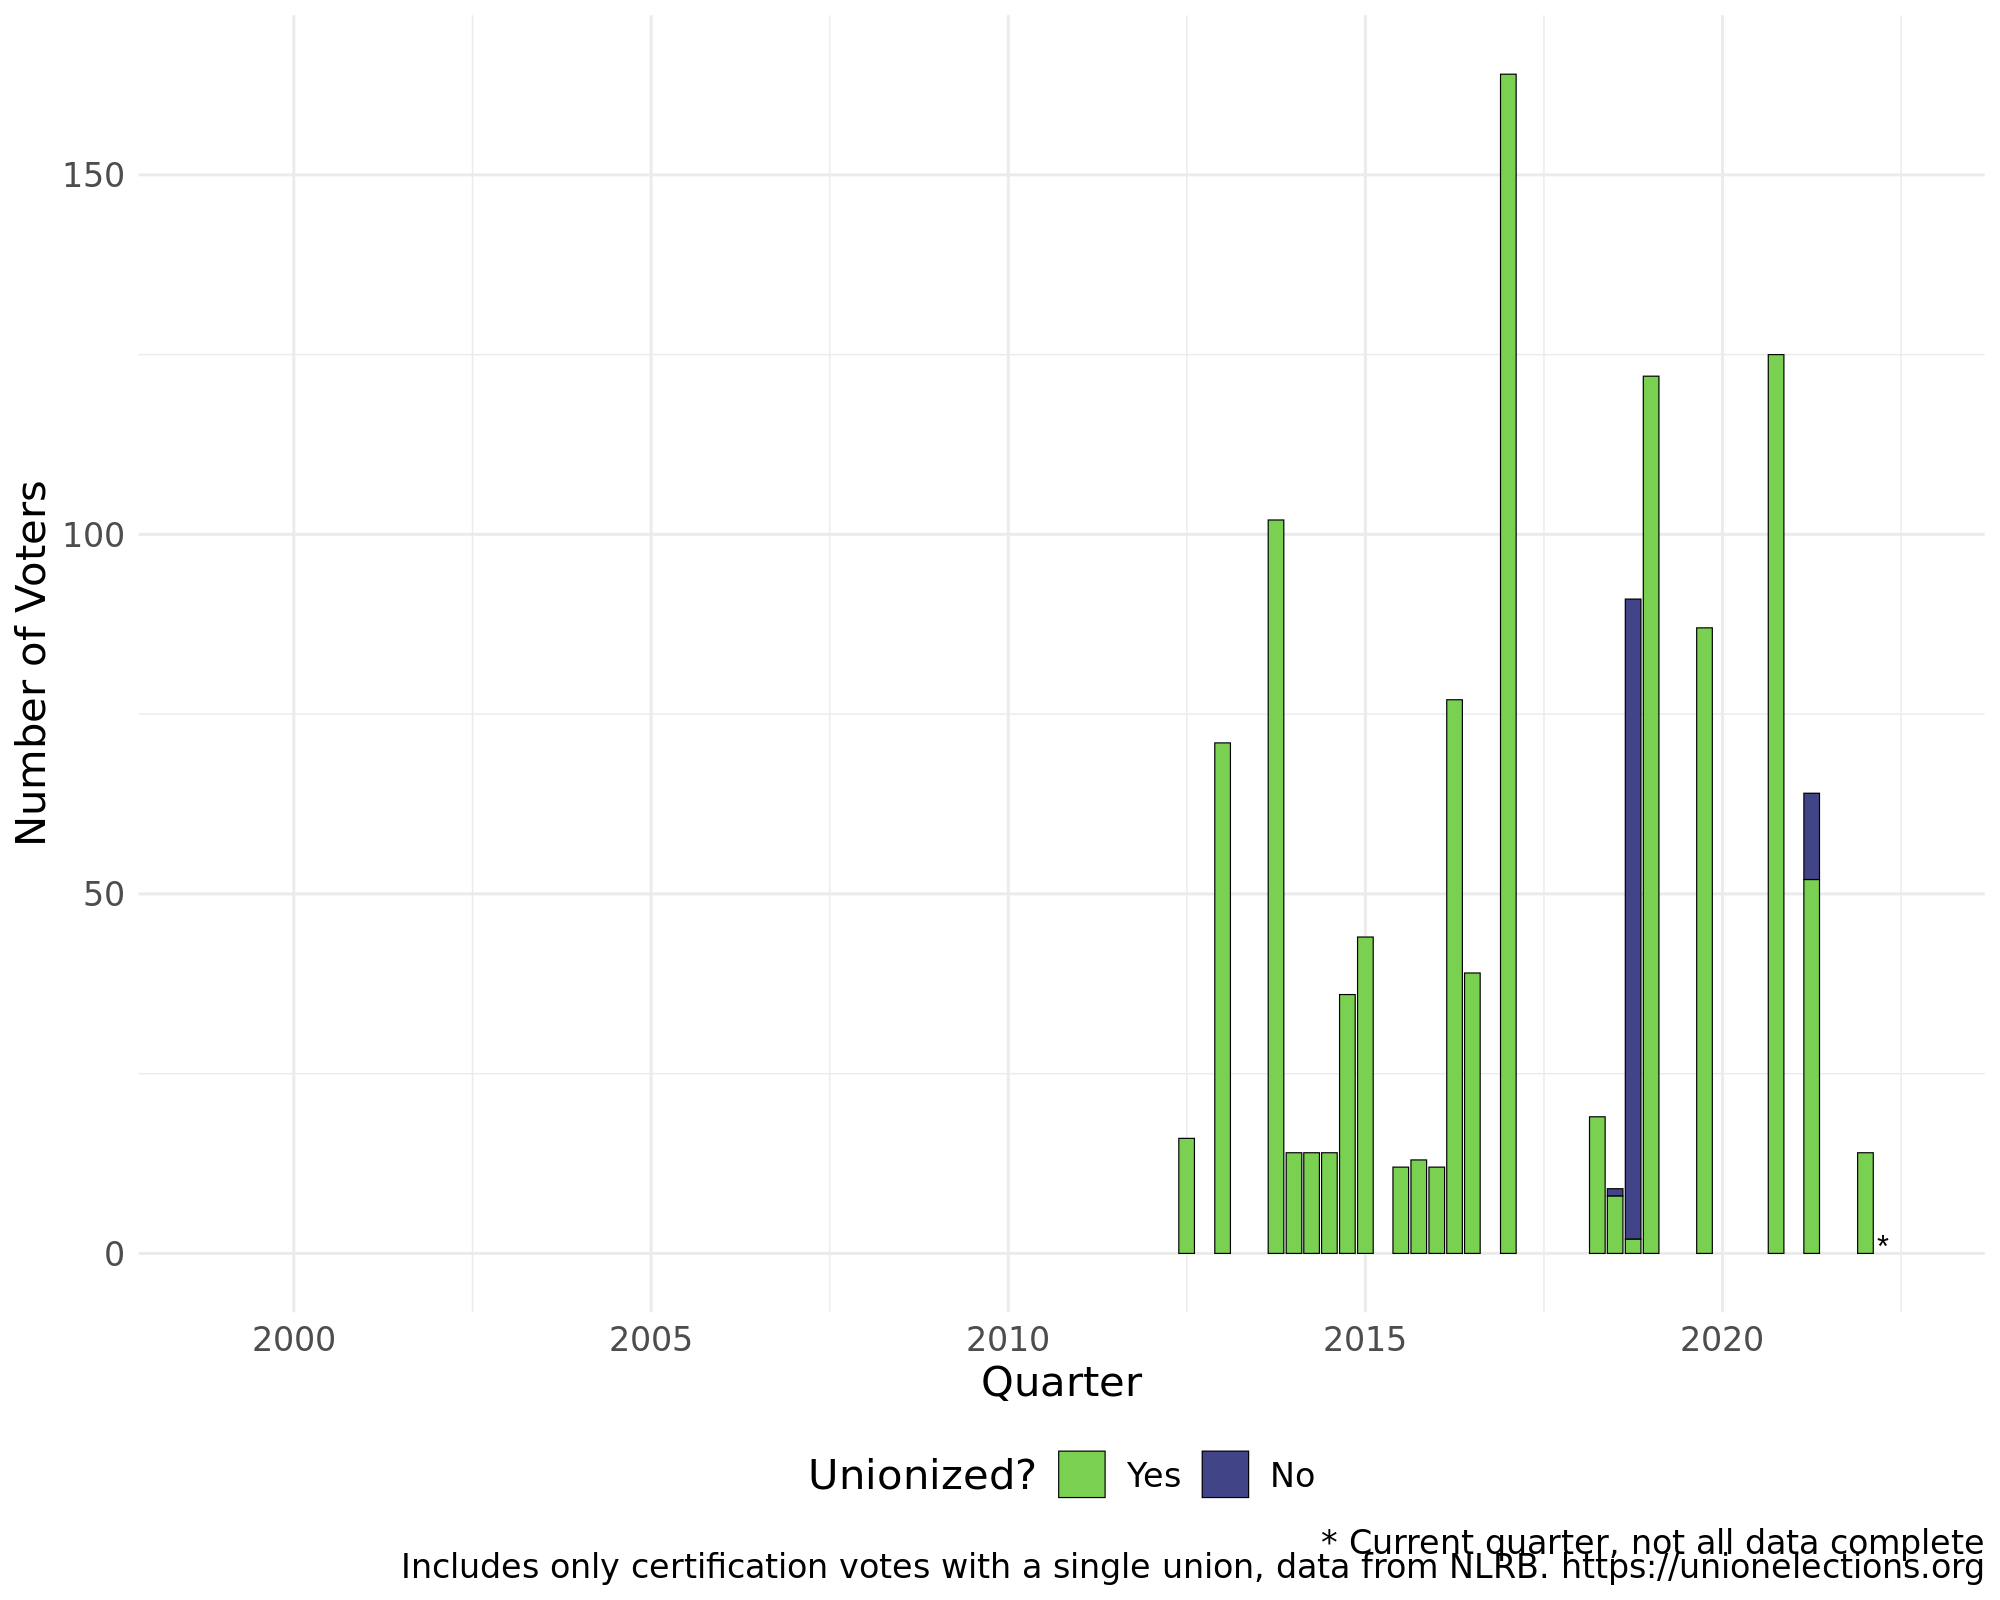 150
100
50
0
Number of Voters
*
2000 2005 2010 2015 2020
Quarter
Unionized? Yes No
* Current quarter, not all data complete
Includes only certification votes with a single union, data from NLRB. https://unionelections.org